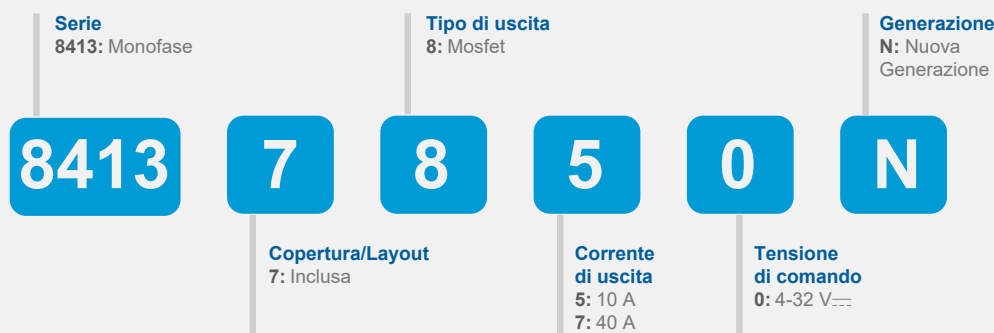 Serie
8413: Monofase
Tipo di uscita
8: Mosfet
Generazione
N: Nuova
Generazione
8413 7 8 5 0 N
Copertura/Layout
7: Inclusa
Corrente
di uscita
5: 10 A
7: 40 A
Tensione
di comando
0: 4-32 V⎓